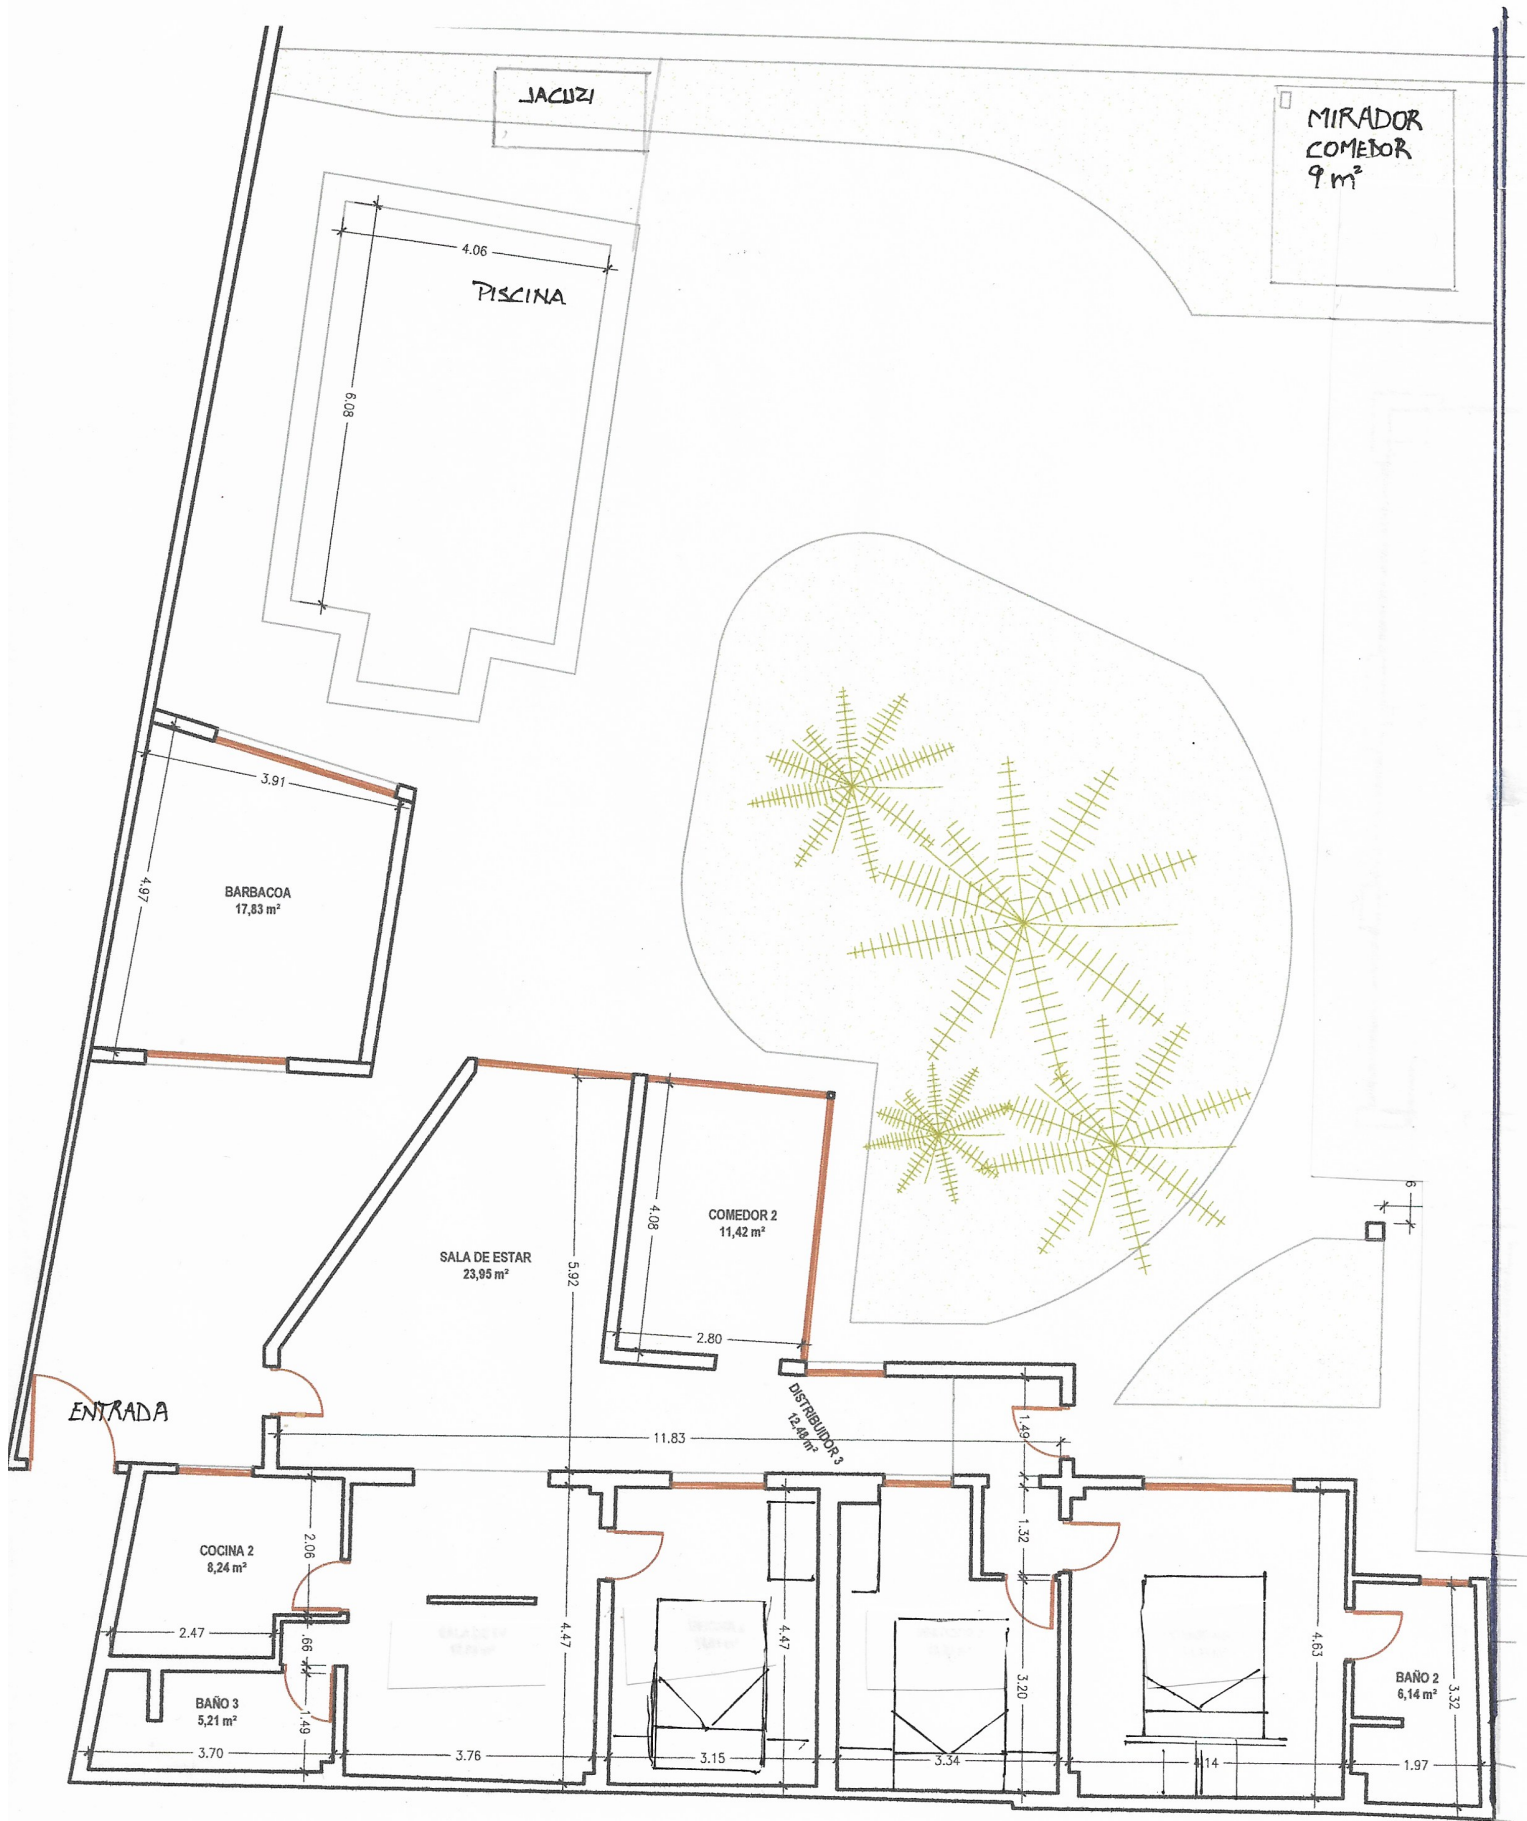 JACUZI
MIRADOR
COMEDOR
9 m²
4.06
PISCINA
6.08
3.91
4.97
BARBACOA
17,83 m²
6
4.08
COMEDOR 2
11,42 m²
SALA DE ESTAR
23,95 m²
5.92
2.80
DISTRIBUIDOR 3
12,48 m²
ENTRADA
1.49
11.83
2.06
COCINA 2
8,24 m²
1.32
2.47
.66
4.47
4.47
4.63
3.20
BAÑO 2
6,14 m²
3.32
BAÑO 3
5,21 m²
1.49
3.70
3.76
3.15
3.34
4.14
1.97